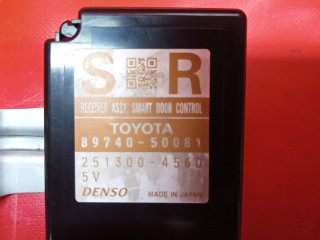 S R
RECEIVER ASSY, SMART DOOR CONTROL
TOYOTA
89740-50081
251300-4560
5V
DENSO MADE IN JAPAN